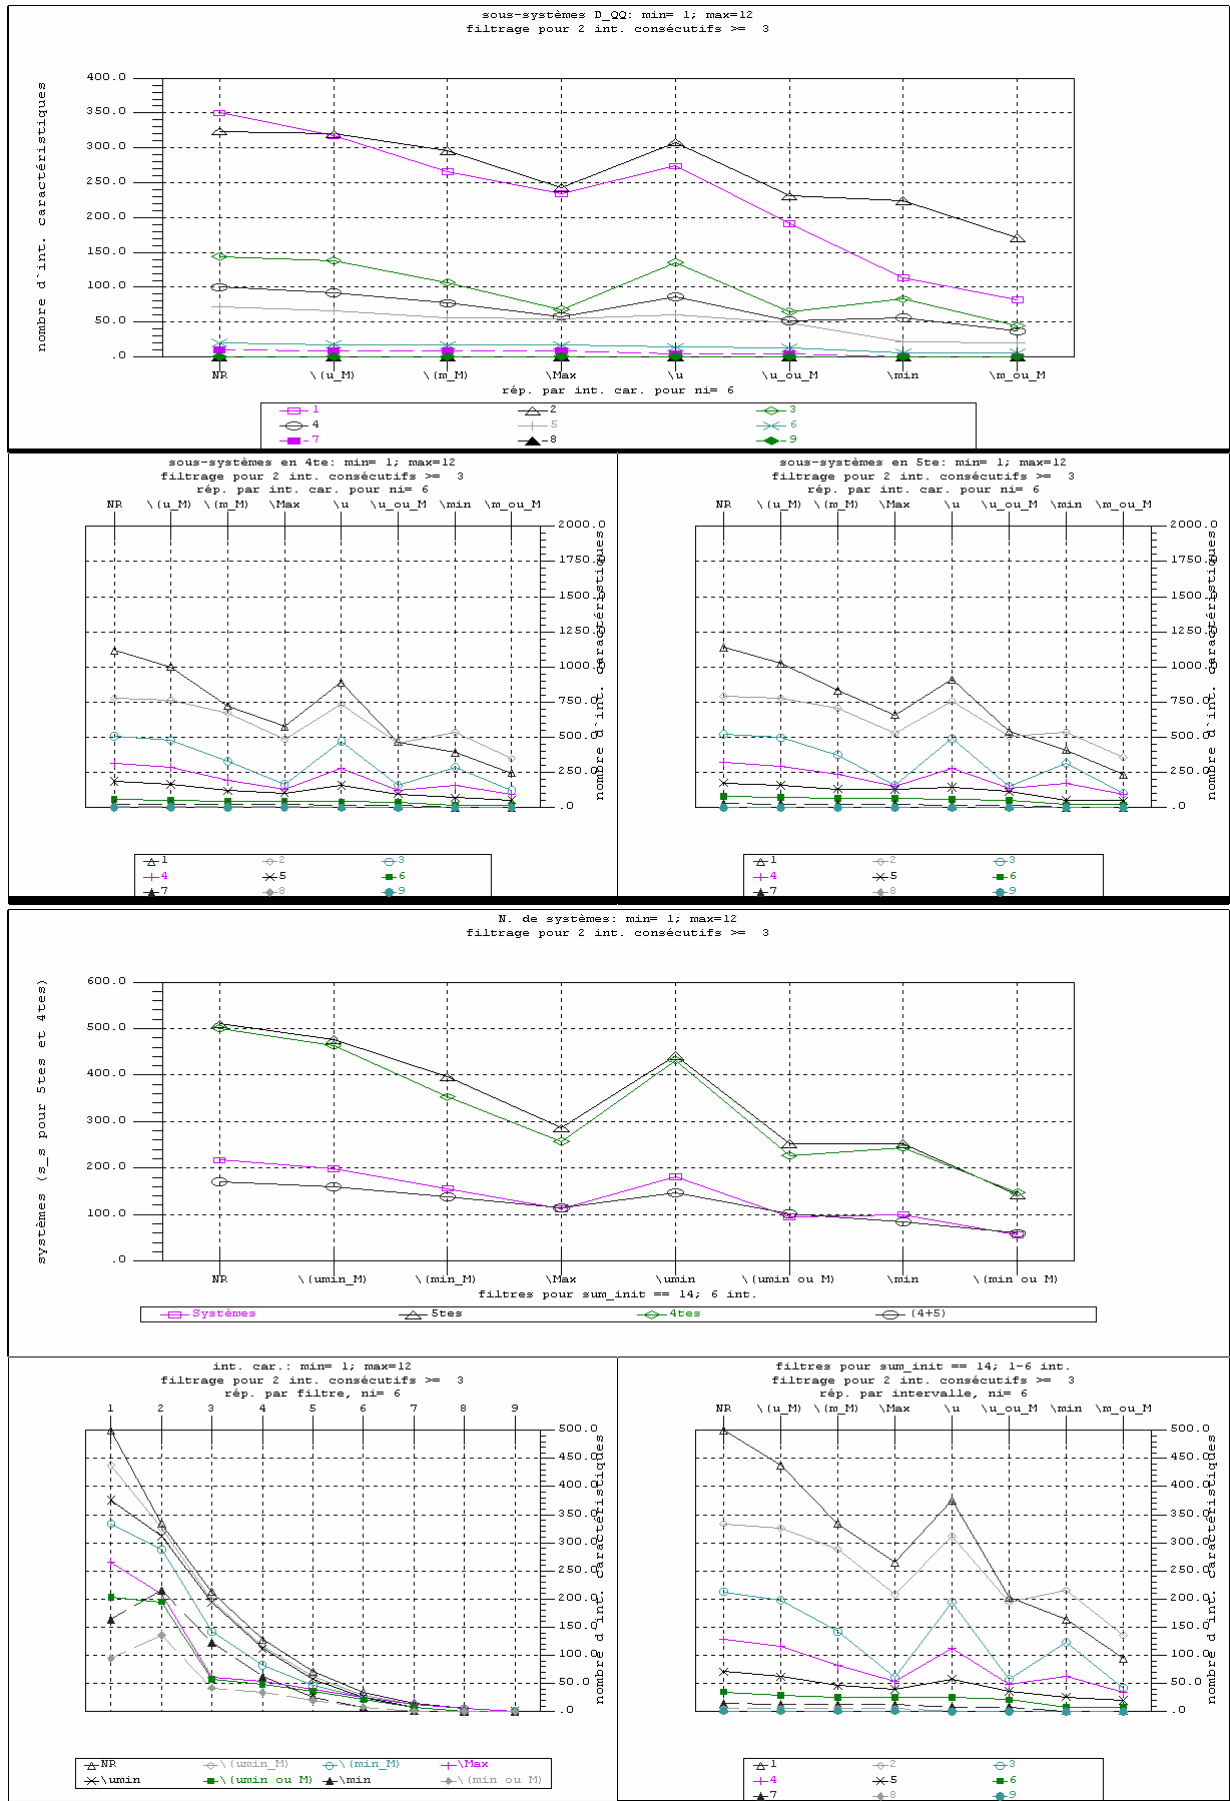 sous-systèmes D_QQ: min= 1; max=12
filtrage pour 2 int. consécutifs >= 3
nombre d`int. caractéristiques
400.0
350.0
300.0
250.0
200.0
150.0
100.0
50.0
.0
NR \(u_M) \(m_M) \Max \u \u_ou_M \min \m_ou_M
rép. par int. car. pour ni= 6
1 2 3
4 5 6
7 8 9
sous-systèmes en 4te: min= 1; max=12
filtrage pour 2 int. consécutifs >= 3
rép. par int. car. pour ni= 6
NR \(u_M) \(m_M) \Max \u \u_ou_M \min \m_ou_M
2000.0
1750.0
1500.0
1250.0
1000.0
750.0
500.0
250.0
.0
nombre d`int. caractéristiques
1 2 3
4 5 6
7 8 9
sous-systèmes en 5te: min= 1; max=12
filtrage pour 2 int. consécutifs >= 3
rép. par int. car. pour ni= 6
NR \(u_M) \(m_M) \Max \u \u_ou_M \min \m_ou_M
2000.0
1750.0
1500.0
1250.0
1000.0
750.0
500.0
250.0
.0
nombre d`int. caractéristiques
1 2 3
4 5 6
7 8 9
N. de systèmes: min= 1; max=12
filtrage pour 2 int. consécutifs >= 3
systèmes (s_s pour 5tes et 4tes)
600.0
500.0
400.0
300.0
200.0
100.0
.0
NR \(umin_M) \(min_M) \Max \umin \(umin ou M) \min \(min ou M)
filtres pour sum_init == 14; 6 int.
Systèmes 5tes 4tes (4+5)
int. car.: min= 1; max=12
filtrage pour 2 int. consécutifs >= 3
rép. par filtre, ni= 6
1 2 3 4 5 6 7 8 9
500.0
450.0
400.0
350.0
300.0
250.0
200.0
150.0
100.0
50.0
.0
nombre d`int. caractéristiques
NR \(umin_M) \(min_M) \Max
\umin \(umin ou M) \min \(min ou M)
filtres pour sum_init == 14; 1-6 int.
filtrage pour 2 int. consécutifs >= 3
rép. par intervalle, ni= 6
NR \(u_M) \(m_M) \Max \u \u_ou_M \min \m_ou_M
500.0
450.0
400.0
350.0
300.0
250.0
200.0
150.0
100.0
50.0
.0
nombre d`int. caractéristiques
1 2 3
4 5 6
7 8 9